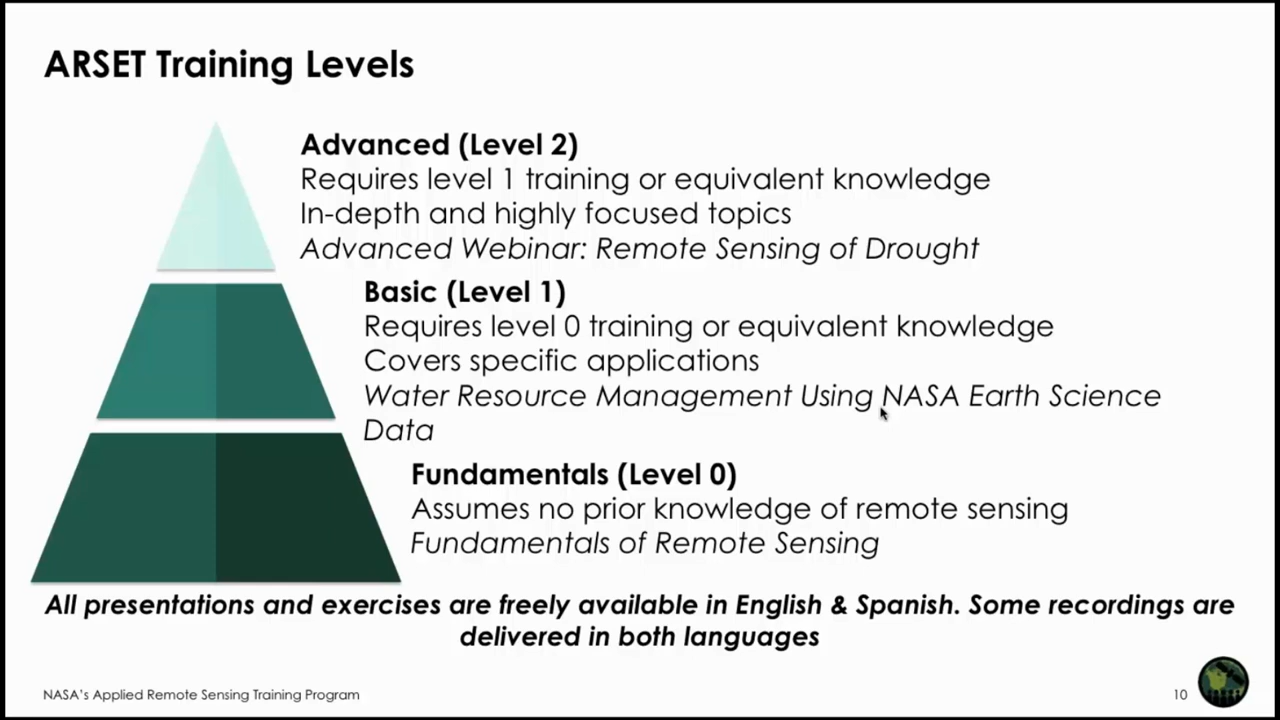 ARSET Training Levels
Advanced (Level 2)
Requires level 1 training or equivalent knowledge
In-depth and highly focused topics
Advanced Webinar: Remote Sensing of Drought
Basic (Level 1)
Requires level 0 training or equivalent knowledge
Covers specific applications
Water Resource Management Using NASA Earth Science
Data
Fundamentals (Level 0)
Assumes no prior knowledge of remote sensing
Fundamentals of Remote Sensing
All presentations and exercises are freely available in English & Spanish. Some recordings are
delivered in both languages
NASA's Applied Remote Sensing Training Program
10